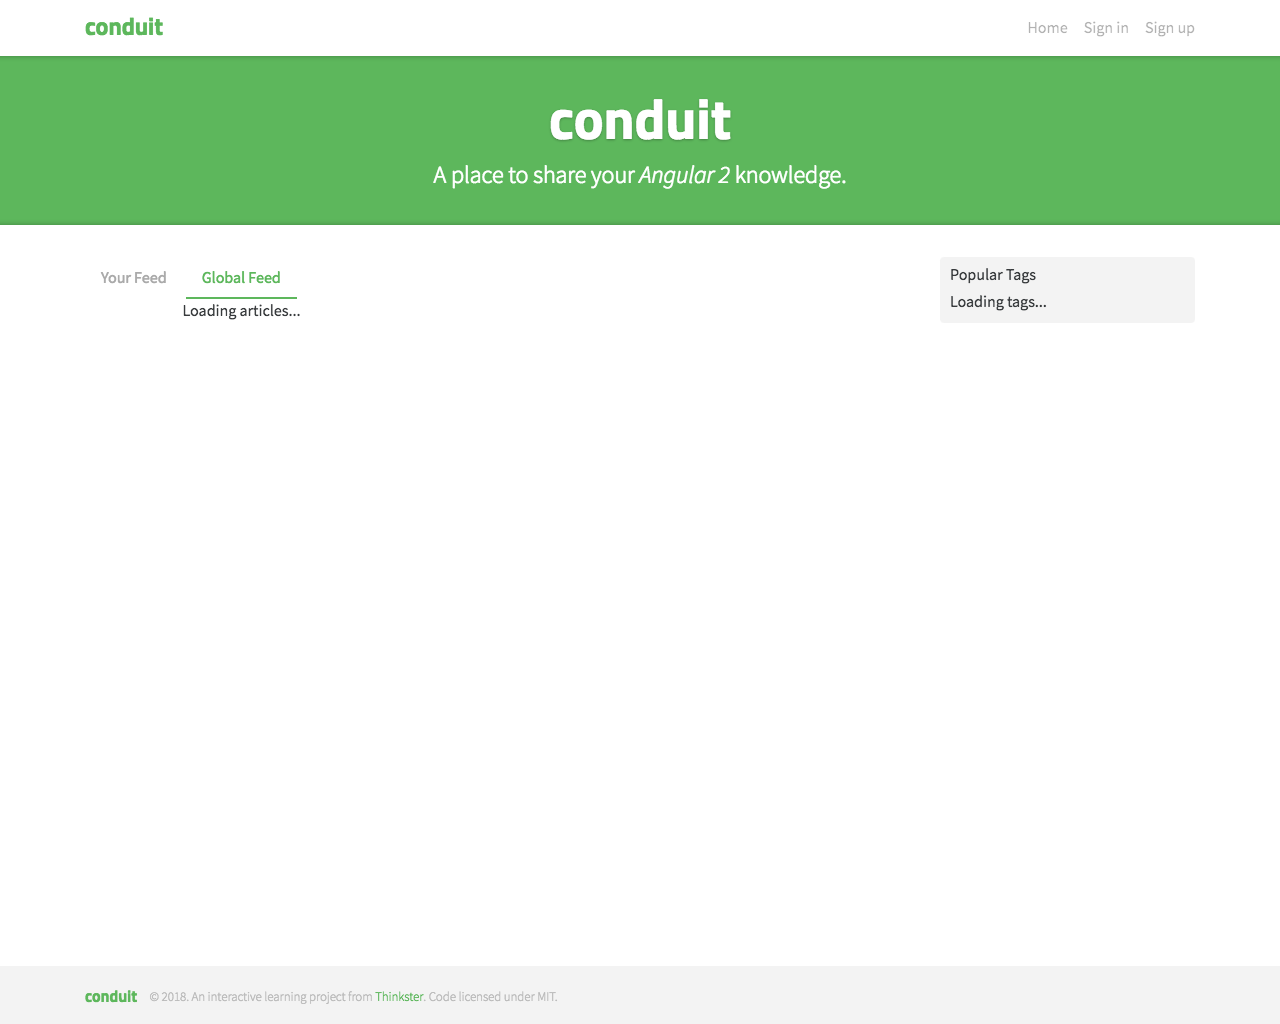 conduit
Home Sign in Sign up
conduit
A place to share your Angular 2 knowledge.
Your Feed Global Feed
Loading articles...
Popular Tags
Loading tags...
conduit © 2018. An interactive learning project from Thinkster. Code licensed under MIT.